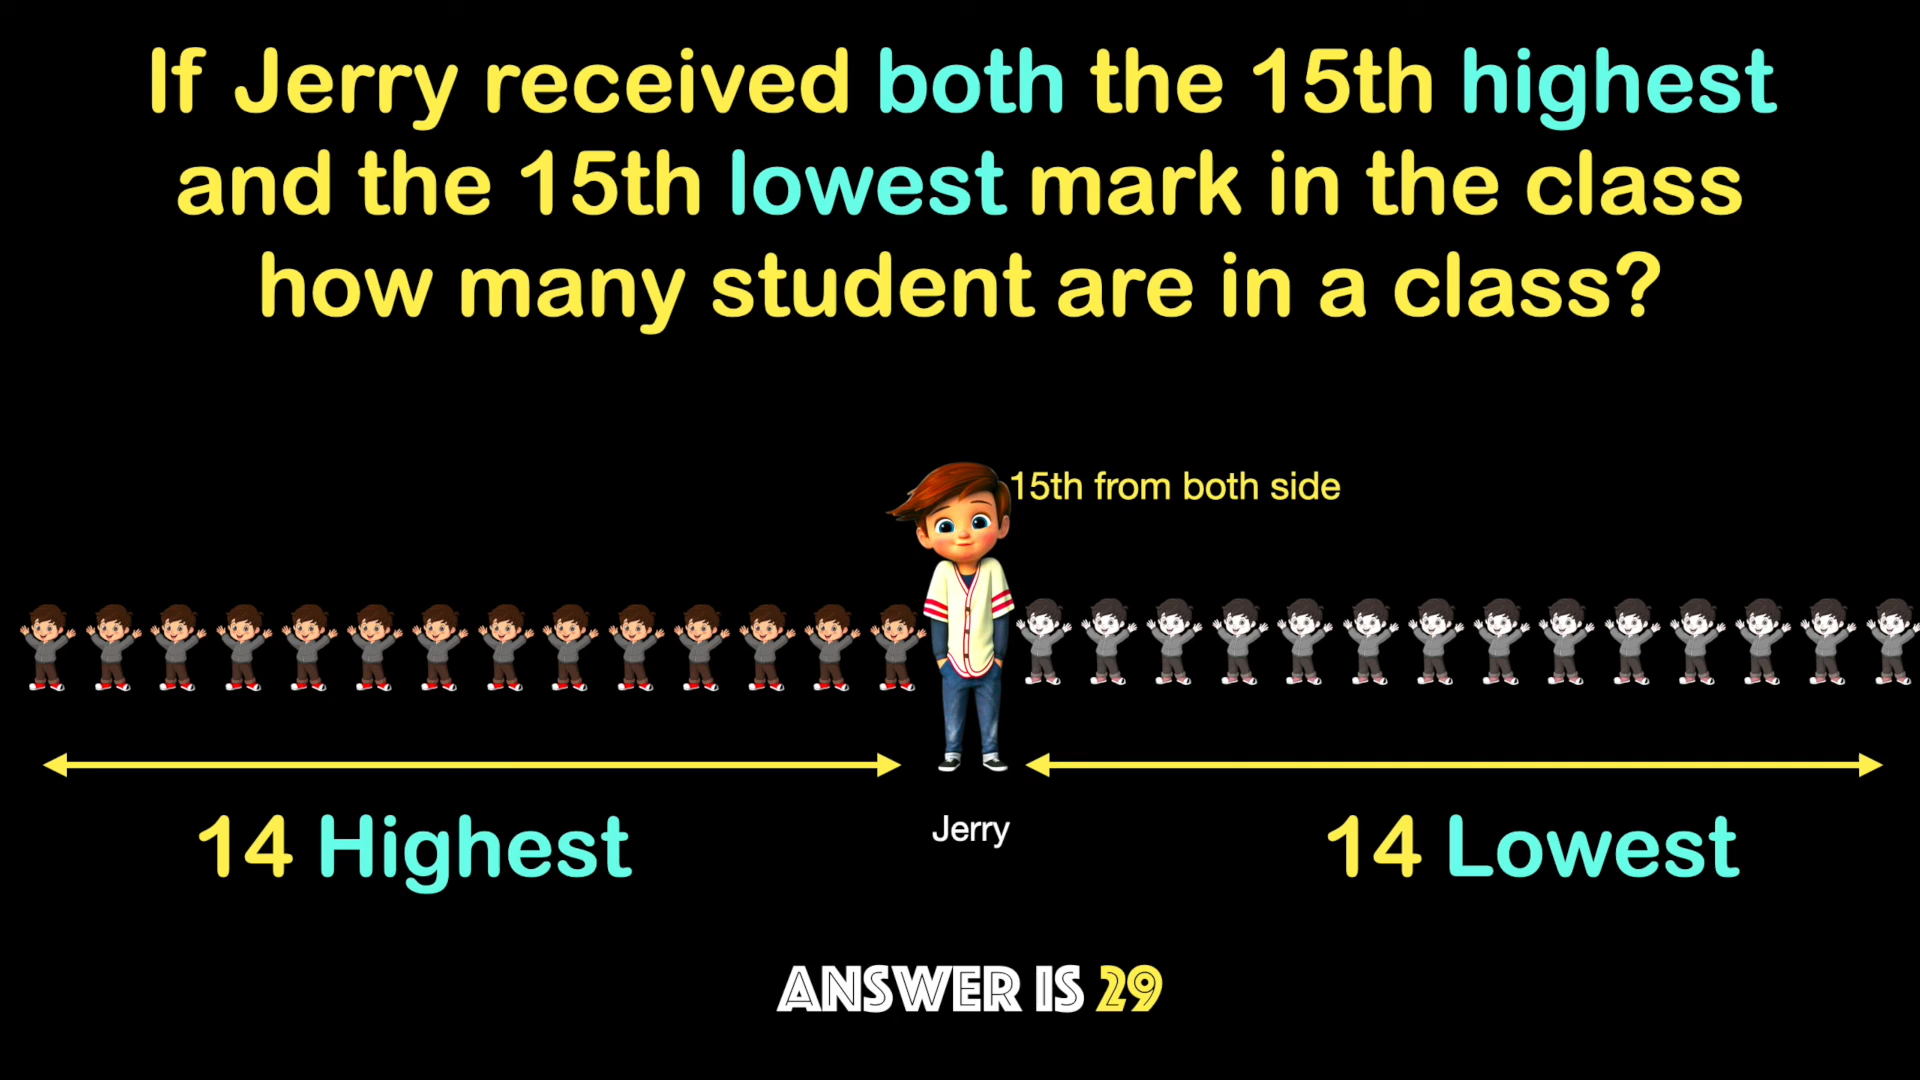 If Jerry received both the 15th highest
and the 15th lowest mark in the class
how many student are in a class?
15th from both side
14 Highest
Jerry
14 Lowest
ANSWER IS 29